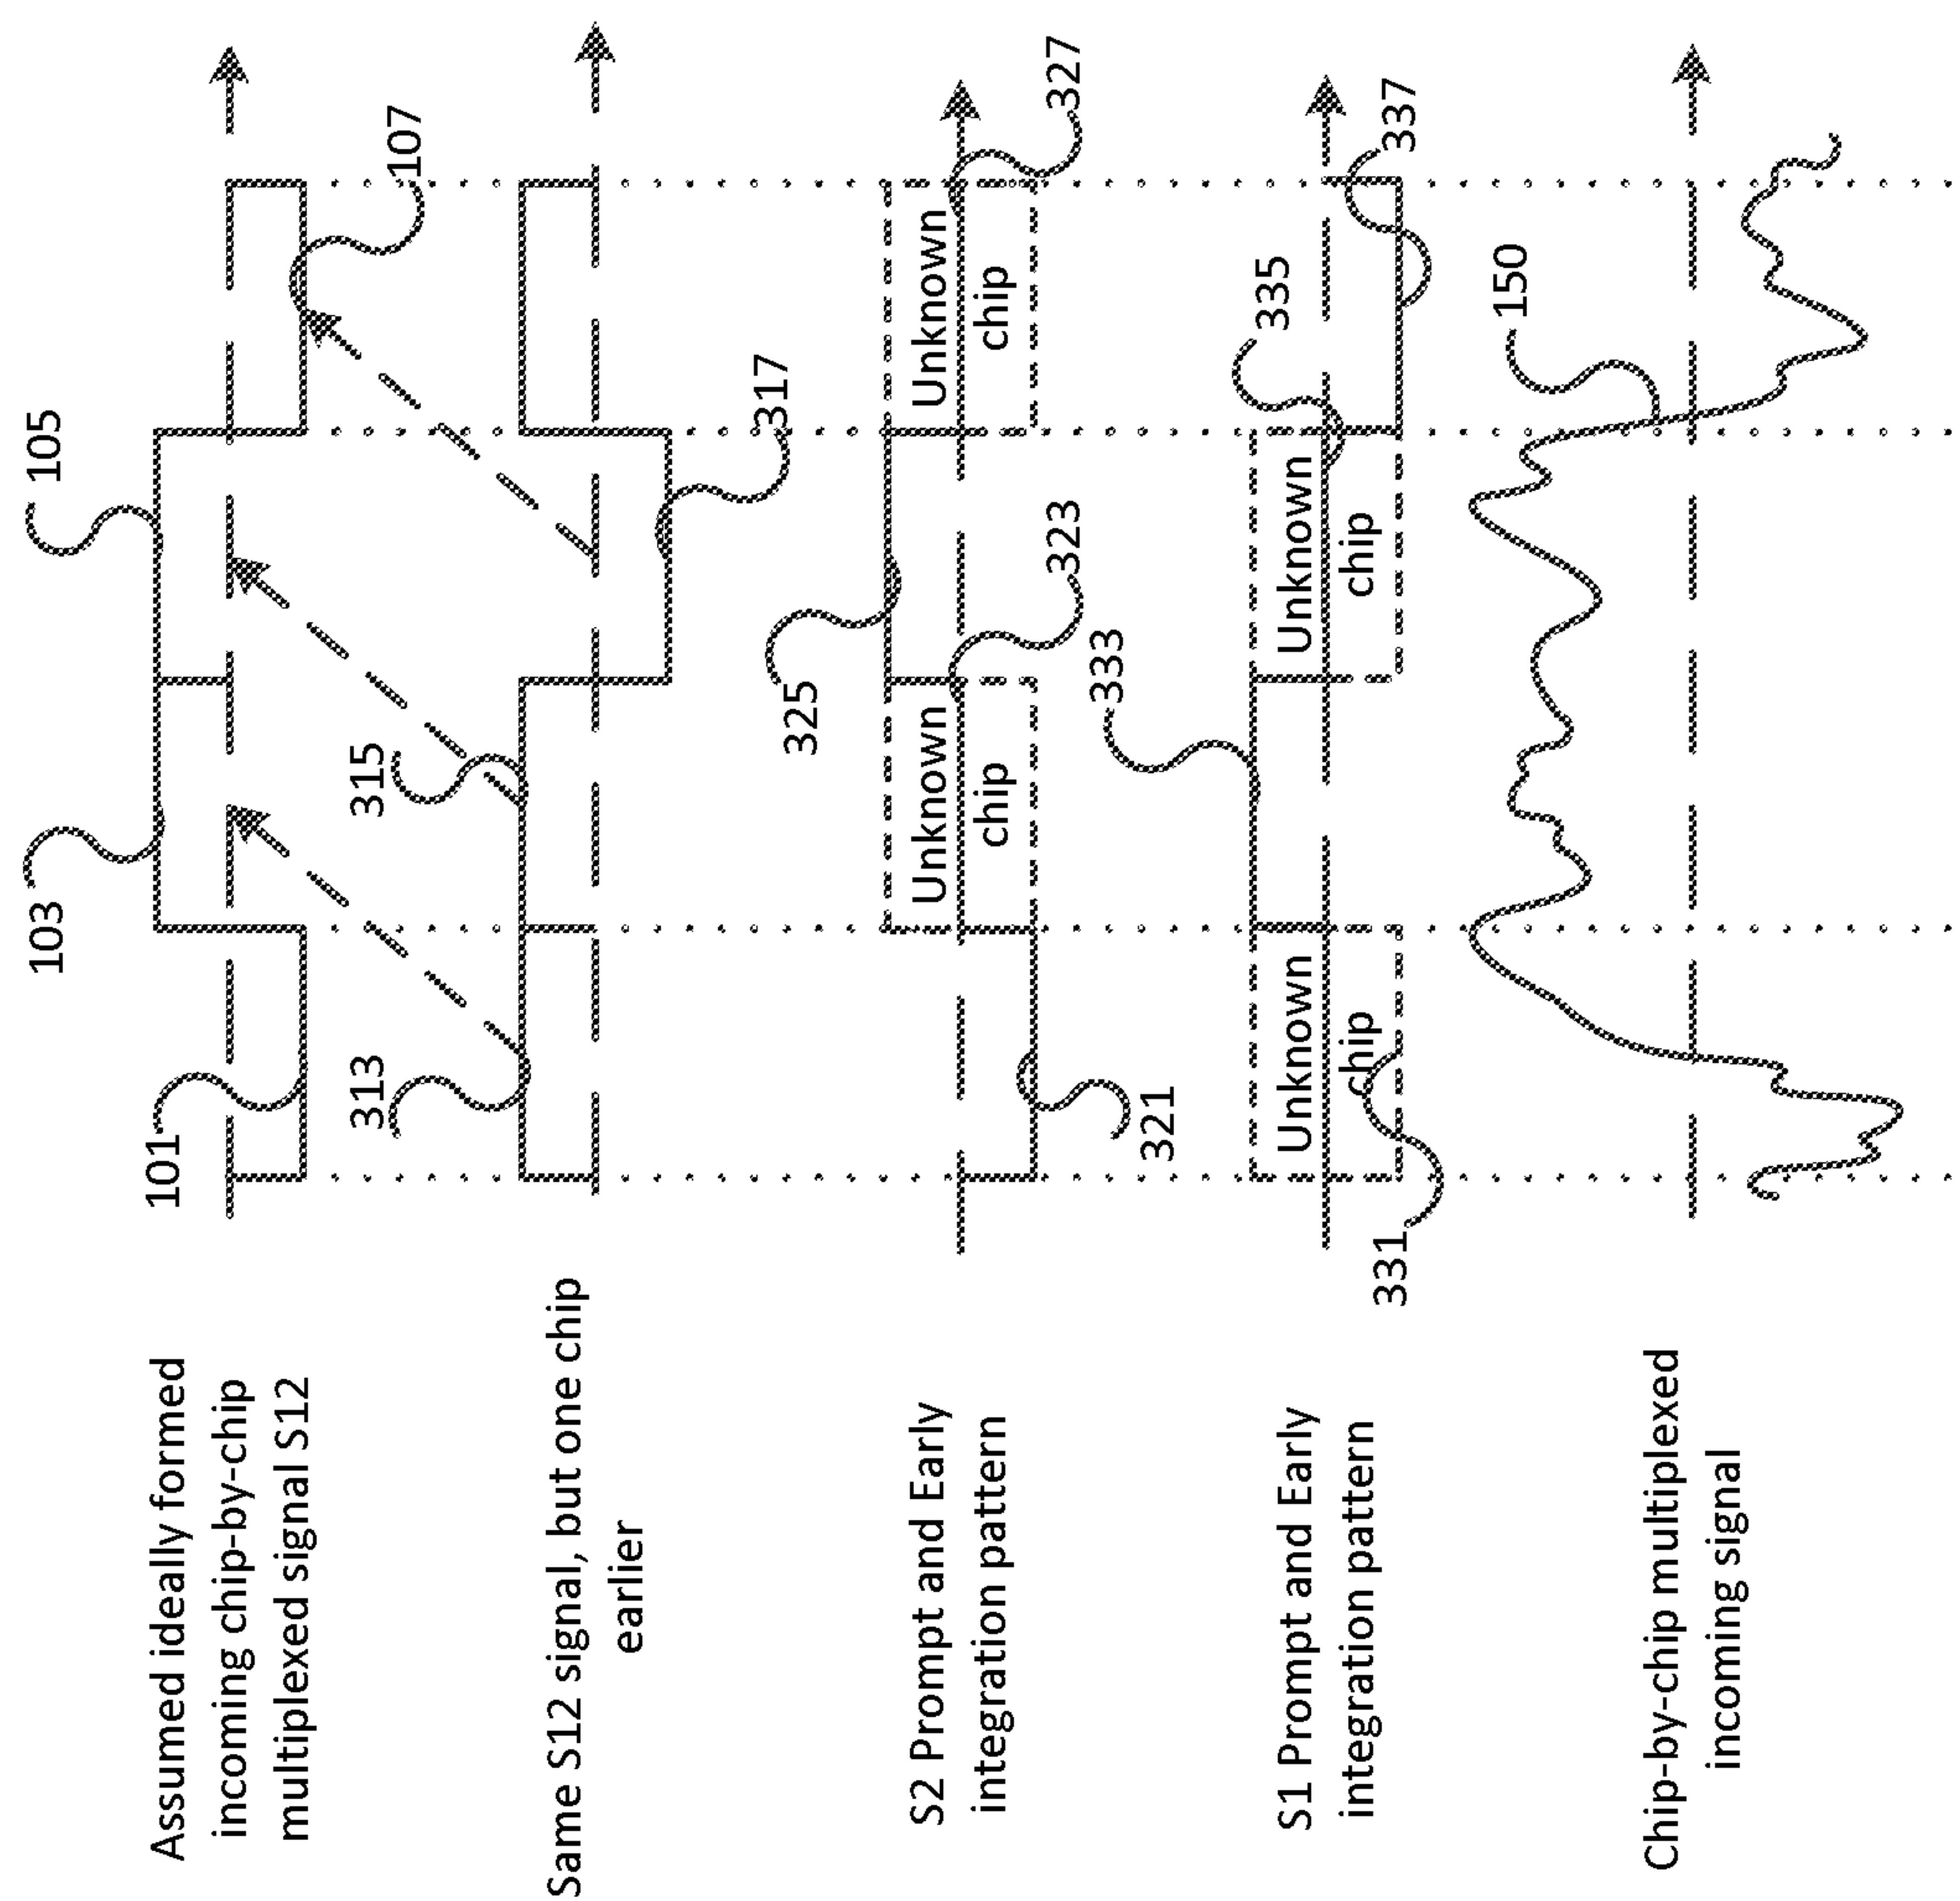 Assumed ideally formed
incoming chip-by-chip
multiplexed signal S12
101
103
105
107
Same S12 signal, but one chip
earlier
313
315
317
S2 Prompt and Early
integration pattern
321
Unknown
chip
323
325
Unknown
chip
327
S1 Prompt and Early
integration pattern
331
Unknown
chip
333
Unknown
chip
335
337
Chip-by-chip multiplexed
incoming signal
150